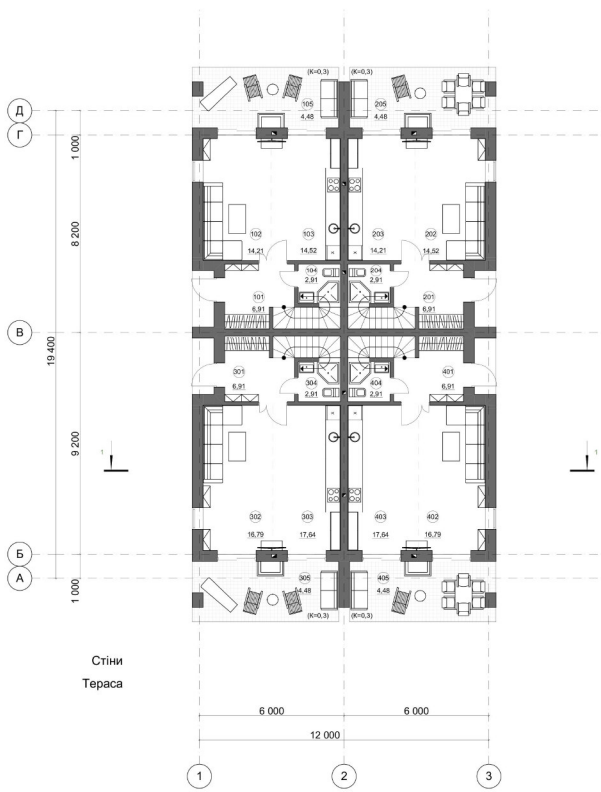 (К=0,3) (К=0,3)
105 205
4,48 4,48
Д
Г
1 000
8 200
102 103 203 202
14,21 14,52 14,21 14,52
104 204
2,91 2,91
101 201
6,91 6,91
В
19 400
301 401
6,91 6,91
304 404
2,91 2,91
9 200
1 1
302 303 403 402
16,79 17,64 17,64 16,79
Б
А
305 405
4,48 4,48
1 000
(К=0,3) (К=0,3)
Стіни
Тераса
6 000 6 000
12 000
1 2 3